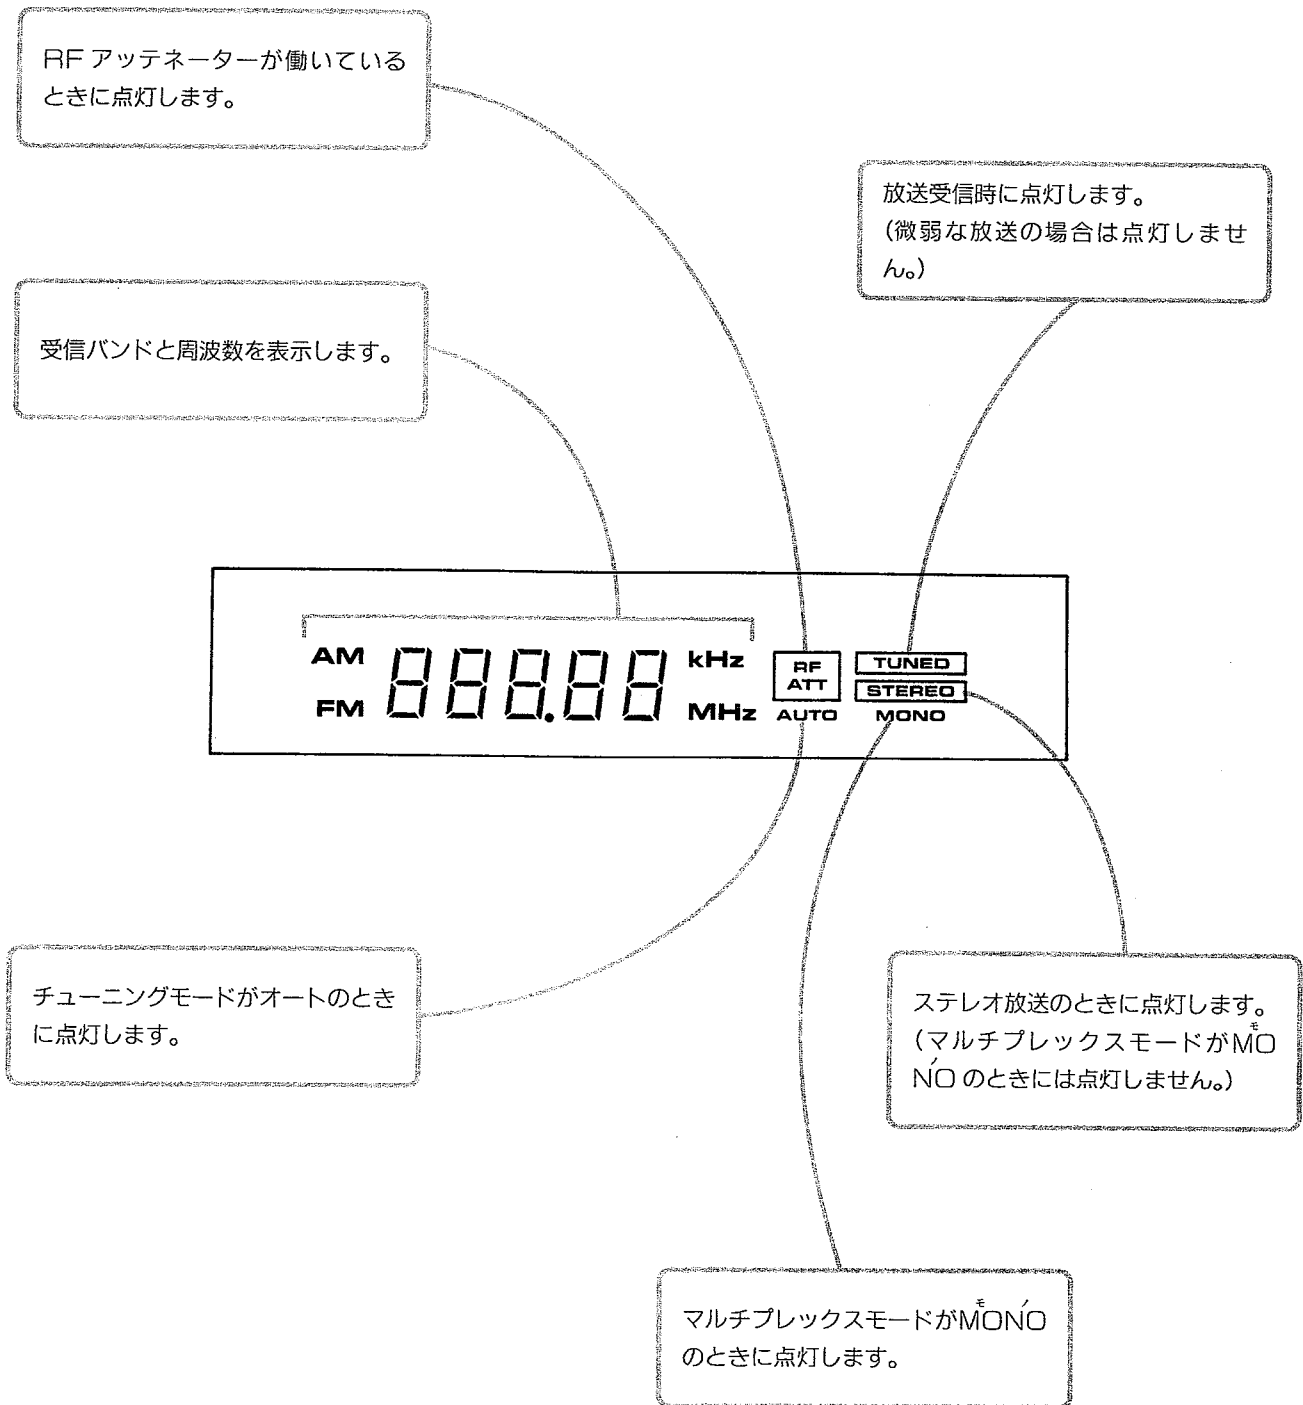 RF アッテネーターが働いている
ときに点灯します。
放送受信時に点灯します。
(微弱な放送の場合は点灯しませ
ん。)
受信バンドと周波数を表示します。
AM 888.88 kHz
FM MHz
RF
ATT
AUTO
TUNED
STEREO
MONO
チューニングモードがオートのとき
に点灯します。
ステレオ放送のときに点灯します。
(マルチプレックスモードがMO
NO のときには点灯しません。)
モ
ノ
マルチプレックスモードがMONO
のときに点灯します。
モ ノ